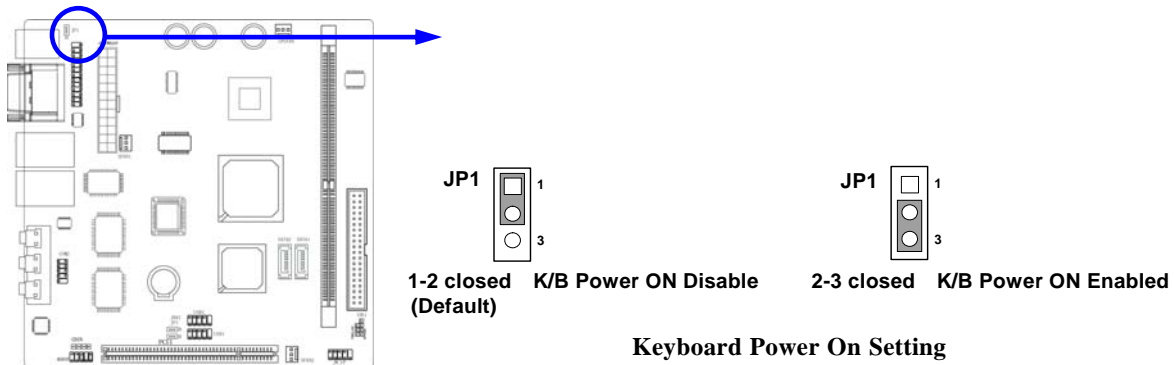 JP1
JP1
1
3
JP1
1
3
1-2 closed K/B Power ON Disable
(Default)
2-3 closed K/B Power ON Enabled
Keyboard Power On Setting